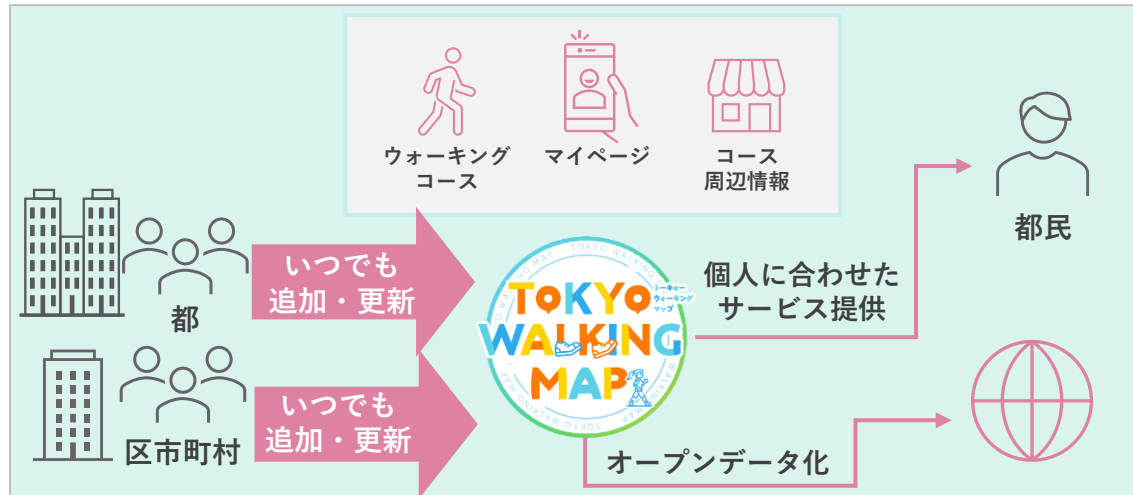 ウォーキング
コース
マイページ
コース
周辺情報
都
いつでも
追加・更新
区市町村
いつでも
追加・更新
TOKYO WALKING MAP
TOKYO
トーキョー
ウォーキング
マップ
WALKING
MAP
個人に合わせた
サービス提供
都民
オープンデータ化